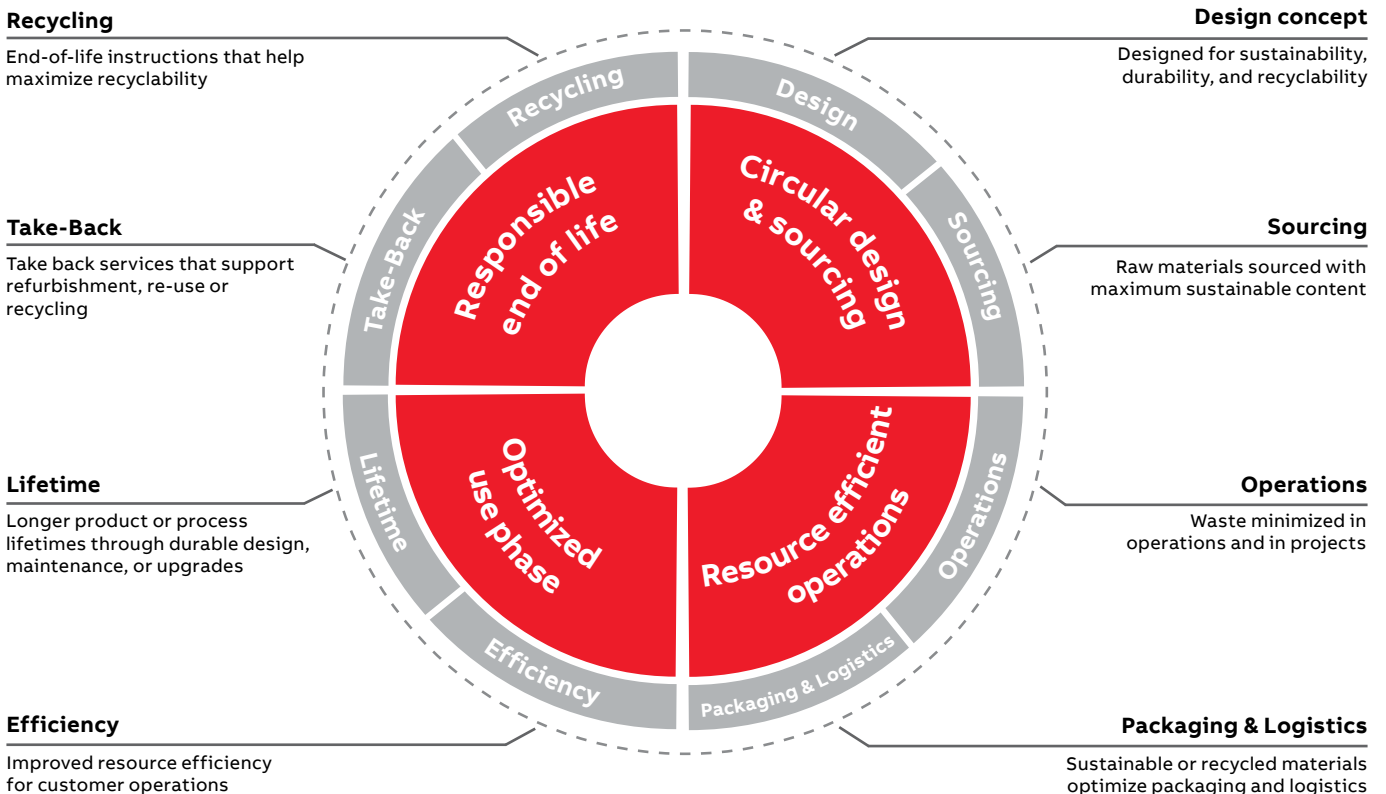 Recycling
End-of-life instructions that help
maximize recyclability
Take-Back
Take back services that support
refurbishment, re-use or
recycling
Lifetime
Longer product or process
lifetimes through durable design,
maintenance, or upgrades
Efficiency
Improved resource efficiency
for customer operations
Recycling
Design
Take-Back
Sourcing
Responsible
end of life
Circular design
& sourcing
Lifetime
Operations
Optimized
use phase
Resource efficient
operations
Efficiency
Packaging & Logistics
Design concept
Designed for sustainability,
durability, and recyclability
Sourcing
Raw materials sourced with
maximum sustainable content
Operations
Waste minimized in
operations and in projects
Packaging & Logistics
Sustainable or recycled materials
optimize packaging and logistics